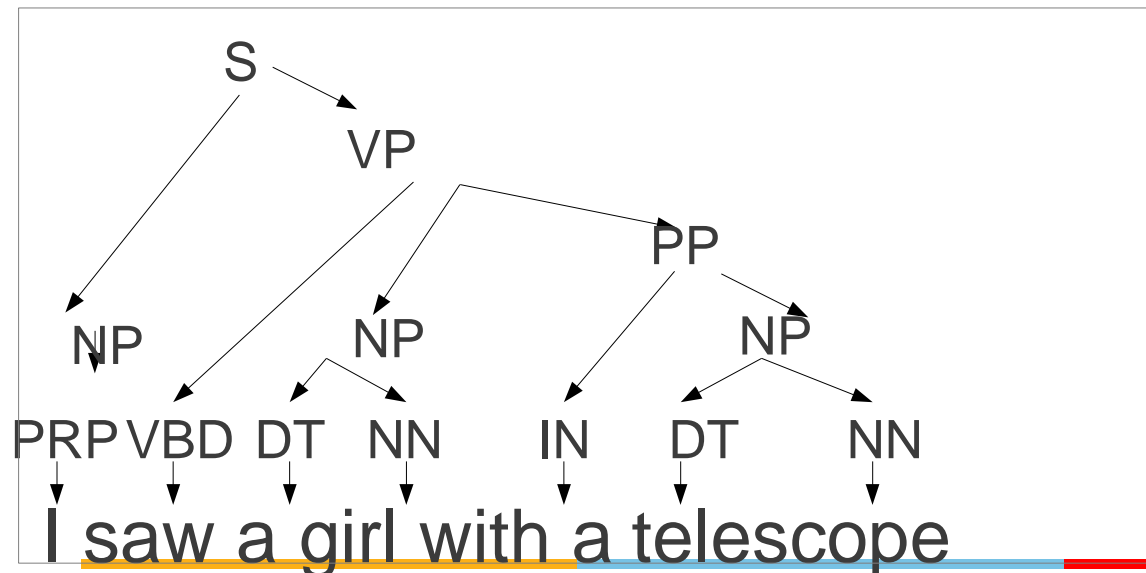 S
VP
PP
NP NP NP
PRP VBD DT NN IN DT NN
I saw a girl with a telescope